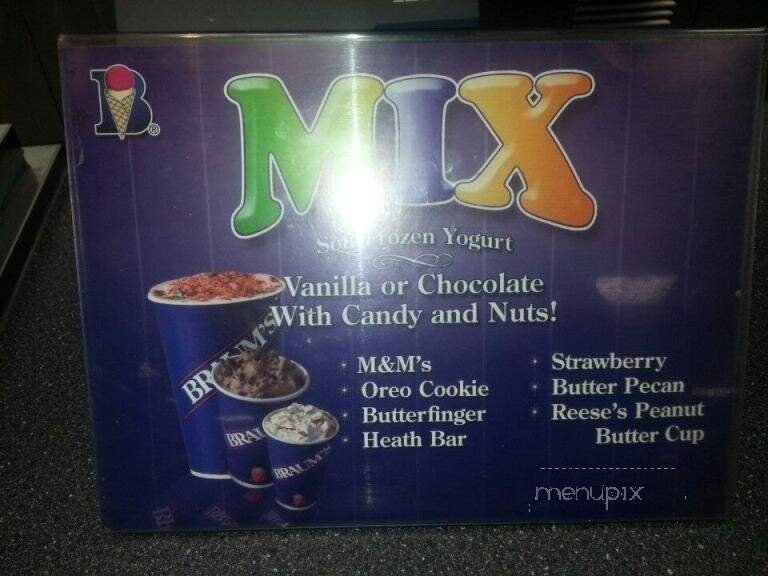 B®
MIX
Soft Frozen Yogurt
Vanilla or Chocolate
With Candy and Nuts!
M&M's
Oreo Cookie
Butterfinger
Heath Bar
Strawberry
Butter Pecan
Reese's Peanut
Butter Cup
BRAUM'S
BRAU
BRAUM'S
menupix